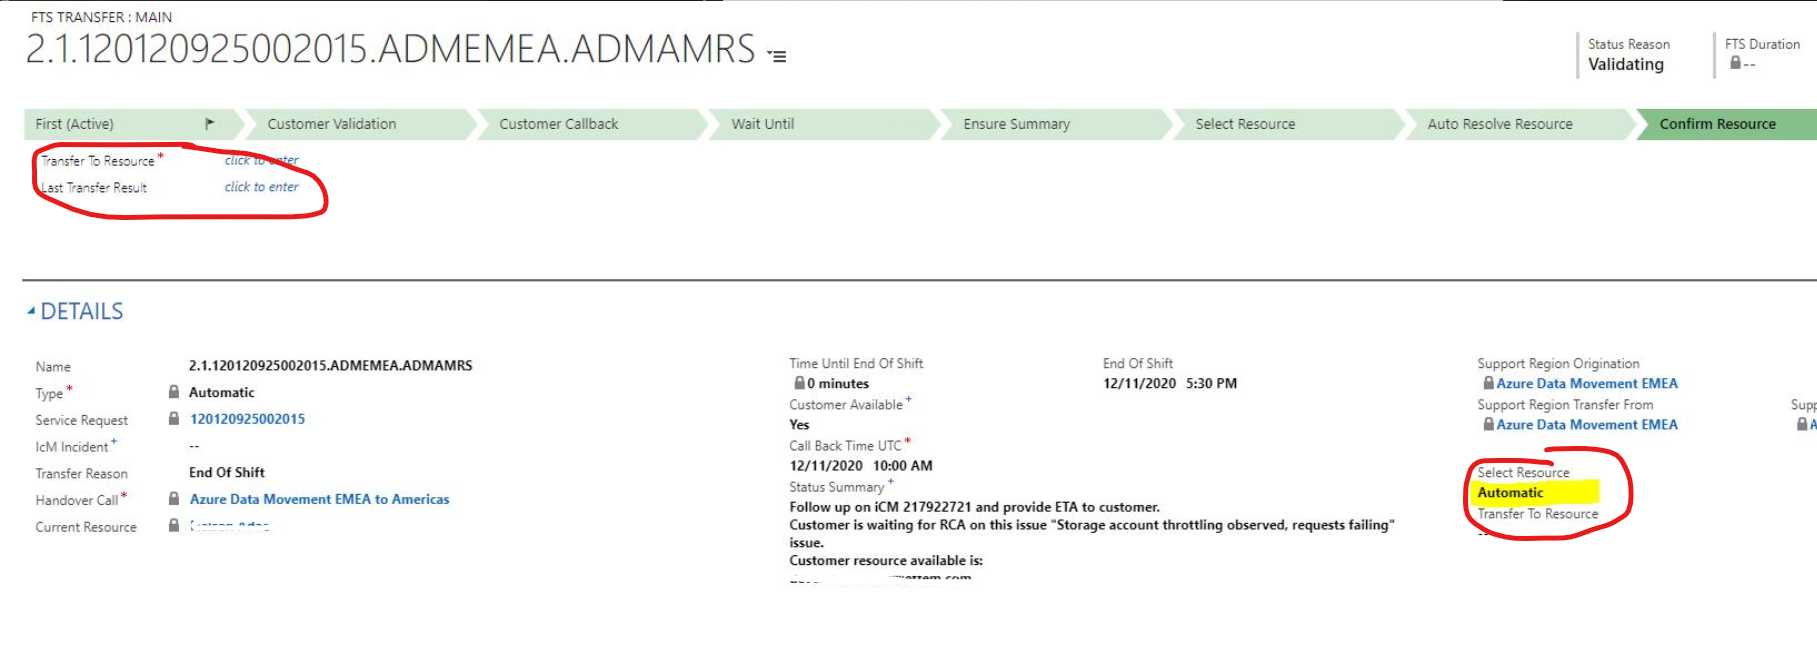 FTS TRANSFER : MAIN
2.1.120120925002015.ADMEMEA.ADMAMRS
Status Reason
Validating
FTS Duration
--
First (Active)
Customer Validation
Customer Callback
Wait Until
Ensure Summary
Select Resource
Auto Resolve Resource
Confirm Resource
Transfer To Resource* click to enter
Last Transfer Result click to enter
DETAILS
Name 2.1.120120925002015.ADMEMEA.ADMAMRS
Type* Automatic
Service Request 120120925002015
IcM Incident+ --
Transfer Reason End Of Shift
Handover Call* Azure Data Movement EMEA to Americas
Current Resource
Time Until End Of Shift
0 minutes
Customer Available+
Yes
Call Back Time UTC*
12/11/2020 10:00 AM
Status Summary+
Follow up on iCM 217922721 and provide ETA to customer.
Customer is waiting for RCA on this issue "Storage account throttling observed, requests failing"
issue.
Customer resource available is:
End Of Shift
12/11/2020 5:30 PM
Support Region Origination
Azure Data Movement EMEA
Support Region Transfer From
Azure Data Movement EMEA
Select Resource
Automatic
Transfer To Resource
--
Supp
A